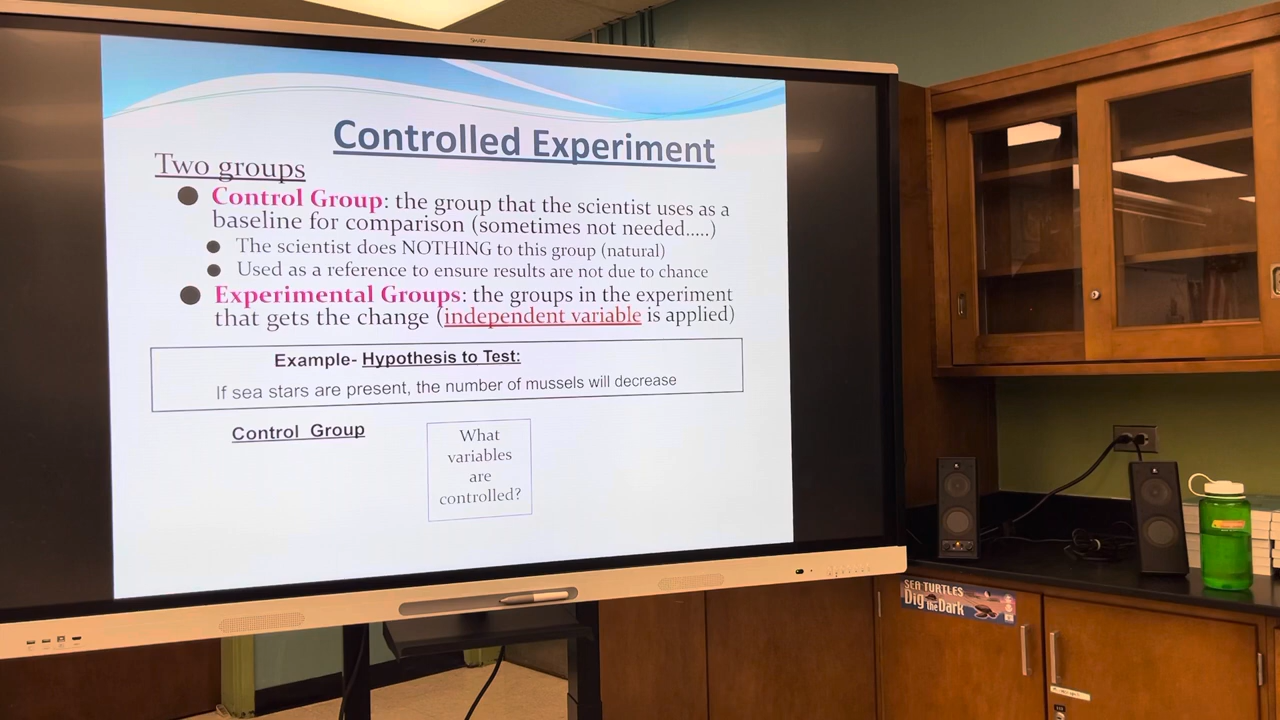 SMART
Controlled Experiment
Two groups
Control Group: the group that the scientist uses as a
baseline for comparison (sometimes not needed.....)
The scientist does NOTHING to this group (natural)
Used as a reference to ensure results are not due to chance
Experimental Groups: the groups in the experiment
that gets the change (independent variable is applied)
Example- Hypothesis to Test:
If sea stars are present, the number of mussels will decrease
Control Group
What
variables
are
controlled?
SEA TURTLES
Dig the Dark